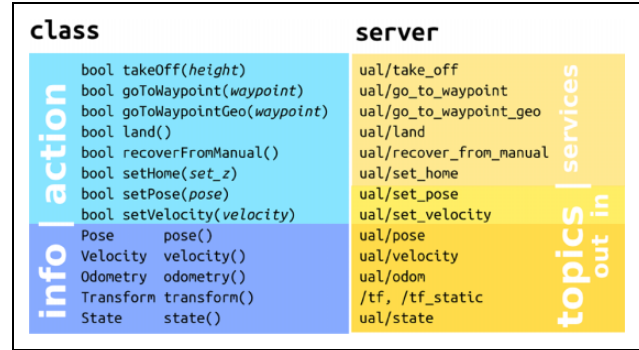 class server
bool takeOff(height) ual/take_off
bool goToWaypoint(waypoint) ual/go_to_waypoint
bool goToWaypointGeo(waypoint) ual/go_to_waypoint_geo
bool land() ual/land
bool recoverFromManual() ual/recover_from_manual
bool setHome(set_z) ual/set_home
bool setPose(pose) ual/set_pose
bool setVelocity(velocity) ual/set_velocity
Pose pose() ual/pose
Velocity velocity() ual/velocity
Odometry odometry() ual/odom
Transform transform() /tf, /tf_static
State state() ual/state
info | action
topics | services
out in